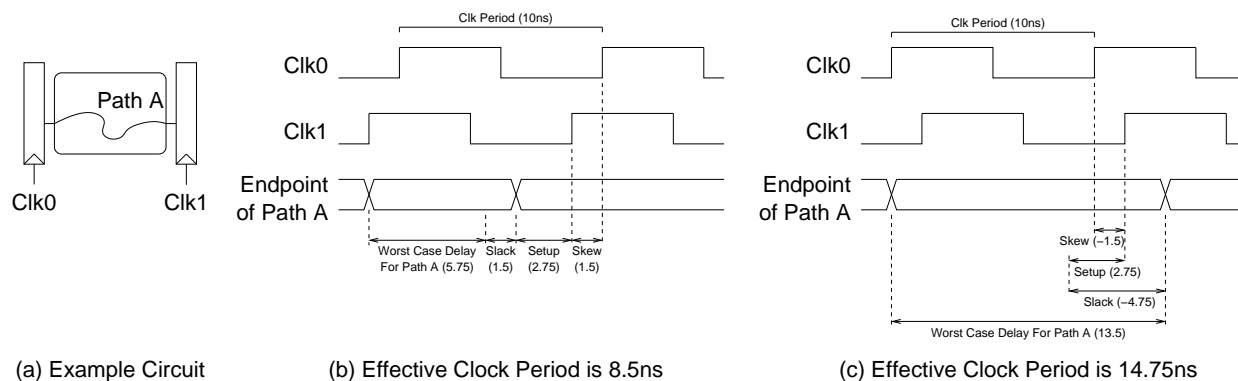 Path A
Clk0
Clk1
(a) Example Circuit
Clk Period (10ns)
Clk0
Clk1
Endpoint
of Path A
Worst Case Delay
For Path A (5.75)
Slack
(1.5)
Setup
(2.75)
Skew
(1.5)
(b) Effective Clock Period is 8.5ns
Clk Period (10ns)
Clk0
Clk1
Endpoint
of Path A
Skew (−1.5)
Setup (2.75)
Slack (−4.75)
Worst Case Delay For Path A (13.5)
(c) Effective Clock Period is 14.75ns